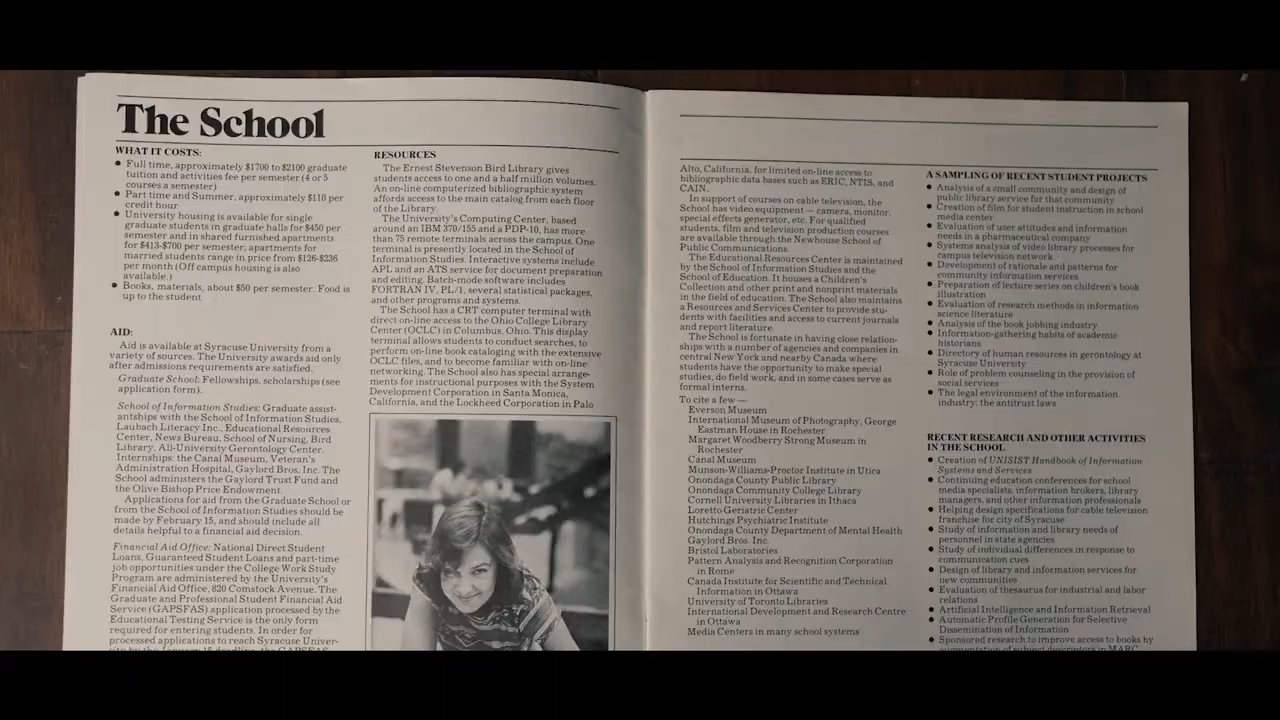 The School
WHAT IT COSTS:
Full time, approximately $1700 to $2100 graduate
tuition and activities fee per semester (4 or 5
courses a semester)
Part time and Summer, approximately $110 per
credit hour
University housing is available for single
graduate students in graduate halls for $450 per
semester and in shared furnished apartments
for $413-$700 per semester; apartments for
married students range in price from $126-$236
per month (Off campus housing is also
available.)
Books, materials, about $50 per semester. Food is
up to the student
AID:
Aid is available at Syracuse University from a
variety of sources. The University awards aid only
after admissions requirements are satisfied.
Graduate School: Fellowships, scholarships (see
application form).
School of Information Studies: Graduate assist-
antships with the School of Information Studies,
Laubach Literacy Inc., Educational Resources
Center, News Bureau, School of Nursing, Bird
Library, All-University Gerontology Center.
Internships: the Canal Museum, Veteran's
Administration Hospital, Gaylord Bros. Inc. The
School administers the Gaylord Trust Fund and
the Olive Bishop Price Endowment.
Applications for aid from the Graduate School or
from the School of Information Studies should be
made by February 15, and should include all
details helpful to a financial aid decision.
Financial Aid Office: National Direct Student
Loans, Guaranteed Student Loans and part-time
job opportunities under the College Work Study
Program are administered by the University's
Financial Aid Office, 820 Comstock Avenue. The
Graduate and Professional Student Financial Aid
Service (GAPSFAS) application processed by the
Educational Testing Service is the only form
required for entering students. In order for
processed applications to reach Syracuse Univer-
sity by the January 15 deadline, the GAPSFAS
RESOURCES
The Ernest Stevenson Bird Library gives
students access to one and a half million volumes.
An on-line computerized bibliographic system
affords access to the main catalog from each floor
of the Library.
The University's Computing Center, based
around an IBM 370/155 and a PDP-10, has more
than 75 remote terminals across the campus. One
terminal is presently located in the School of
Information Studies. Interactive systems include
APL and an ATS service for document preparation
and editing. Batch-mode software includes
FORTRAN IV, PL/1, several statistical packages,
and other programs and systems.
The School has a CRT computer terminal with
direct on-line access to the Ohio College Library
Center (OCLC) in Columbus, Ohio. This display
terminal allows students to conduct searches, to
perform on-line book cataloging with the extensive
OCLC files, and to become familiar with on-line
networking. The School also has special arrange-
ments for instructional purposes with the System
Development Corporation in Santa Monica,
California, and the Lockheed Corporation in Palo
Alto, California, for limited on-line access to
bibliographic data bases such as ERIC, NTIS, and
CAIN.
In support of courses on cable television, the
School has video equipment — camera, monitor,
special effects generator, etc. For qualified
students, film and television production courses
are available through the Newhouse School of
Public Communications.
The Educational Resources Center is maintained
by the School of Information Studies and the
School of Education. It houses a Children's
Collection and other print and nonprint materials
in the field of education. The School also maintains
a Resources and Services Center to provide stu-
dents with facilities and access to current journals
and report literature.
The School is fortunate in having close relation-
ships with a number of agencies and companies in
central New York and nearby Canada where
students have the opportunity to make special
studies, do field work, and in some cases serve as
formal interns.
To cite a few —
Everson Museum
International Museum of Photography, George
Eastman House in Rochester
Margaret Woodberry Strong Museum in
Rochester
Canal Museum
Munson-Williams-Proctor Institute in Utica
Onondaga County Public Library
Onondaga Community College Library
Cornell University Libraries in Ithaca
Loretto Geriatric Center
Hutchings Psychiatric Institute
Onondaga County Department of Mental Health
Gaylord Bros. Inc.
Bristol Laboratories
Pattern Analysis and Recognition Corporation
in Rome
Canada Institute for Scientific and Technical
Information in Ottawa
University of Toronto Libraries
International Development and Research Centre
in Ottawa
Media Centers in many school systems
A SAMPLING OF RECENT STUDENT PROJECTS
Analysis of a small community and design of
public library service for that community
Creation of film for student instruction in school
media center
Evaluation of user attitudes and information
needs in a pharmaceutical company
Systems analysis of video library processes for
campus television network
Development of rationale and patterns for
community information services
Preparation of lecture series on children's book
illustration
Evaluation of research methods in information
science literature
Analysis of the book jobbing industry
Information-gathering habits of academic
historians
Directory of human resources in gerontology at
Syracuse University
Role of problem counseling in the provision of
social services
The legal environment of the information
industry: the antitrust laws
RECENT RESEARCH AND OTHER ACTIVITIES
IN THE SCHOOL
Creation of UNISIST Handbook of Information
Systems and Services
Continuing education conferences for school
media specialists, information brokers, library
managers, and other information professionals
Helping design specifications for cable television
franchise for city of Syracuse
Study of information and library needs of
personnel in state agencies
Study of individual differences in response to
communication cues
Design of library and information services for
new communities
Evaluation of thesaurus for industrial and labor
relations
Artificial Intelligence and Information Retrieval
Automatic Profile Generation for Selective
Dissemination of Information
Sponsored research to improve access to books by
augmentation of subject descriptors in MARC